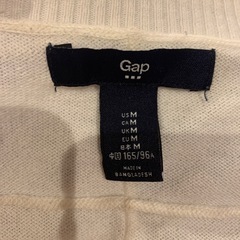 Gap
US M
CA M
UK M
EU M
日本 M
中国 165/96A
MADE IN
BANGLADESH